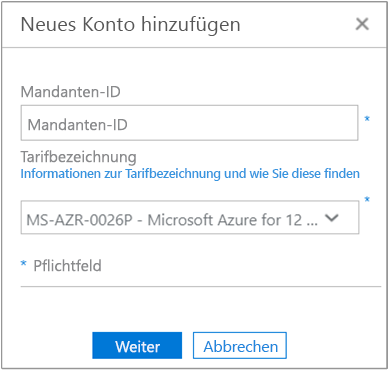 Neues Konto hinzufügen
Mandanten-ID
Mandanten-ID *
Tarifbezeichnung
Informationen zur Tarifbezeichnung und wie Sie diese finden
MS-AZR-0026P - Microsoft Azure for 12 ... *
* Pflichtfeld
Weiter Abbrechen